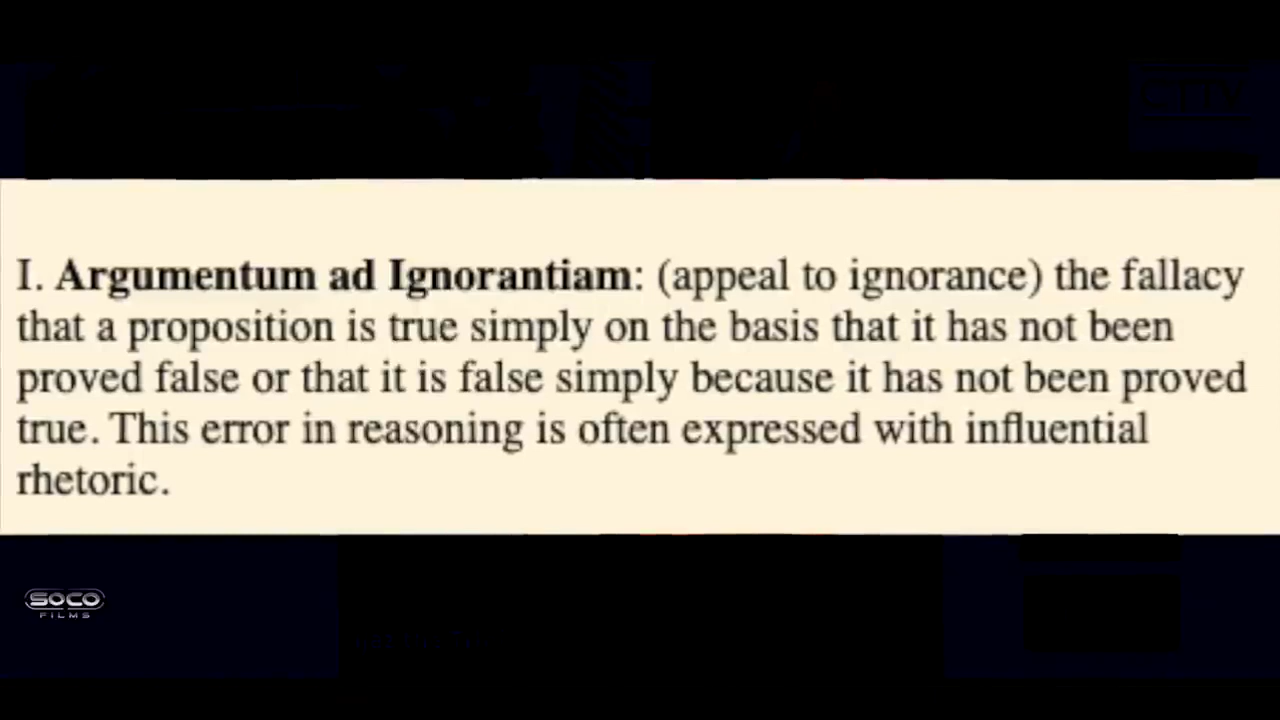 I. Argumentum ad Ignorantiam: (appeal to ignorance) the fallacy
that a proposition is true simply on the basis that it has not been
proved false or that it is false simply because it has not been proved
true. This error in reasoning is often expressed with influential
rhetoric.
SOCO
FILMS